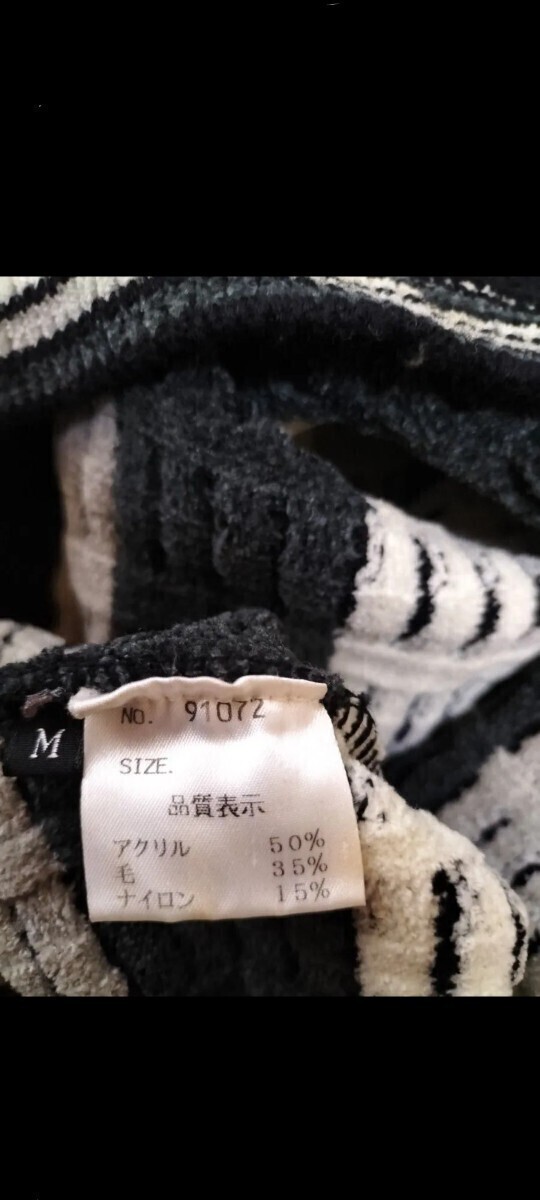 No. 91072
M
SIZE.
品質表示
アクリル 50%
毛 35%
ナイロン 15%